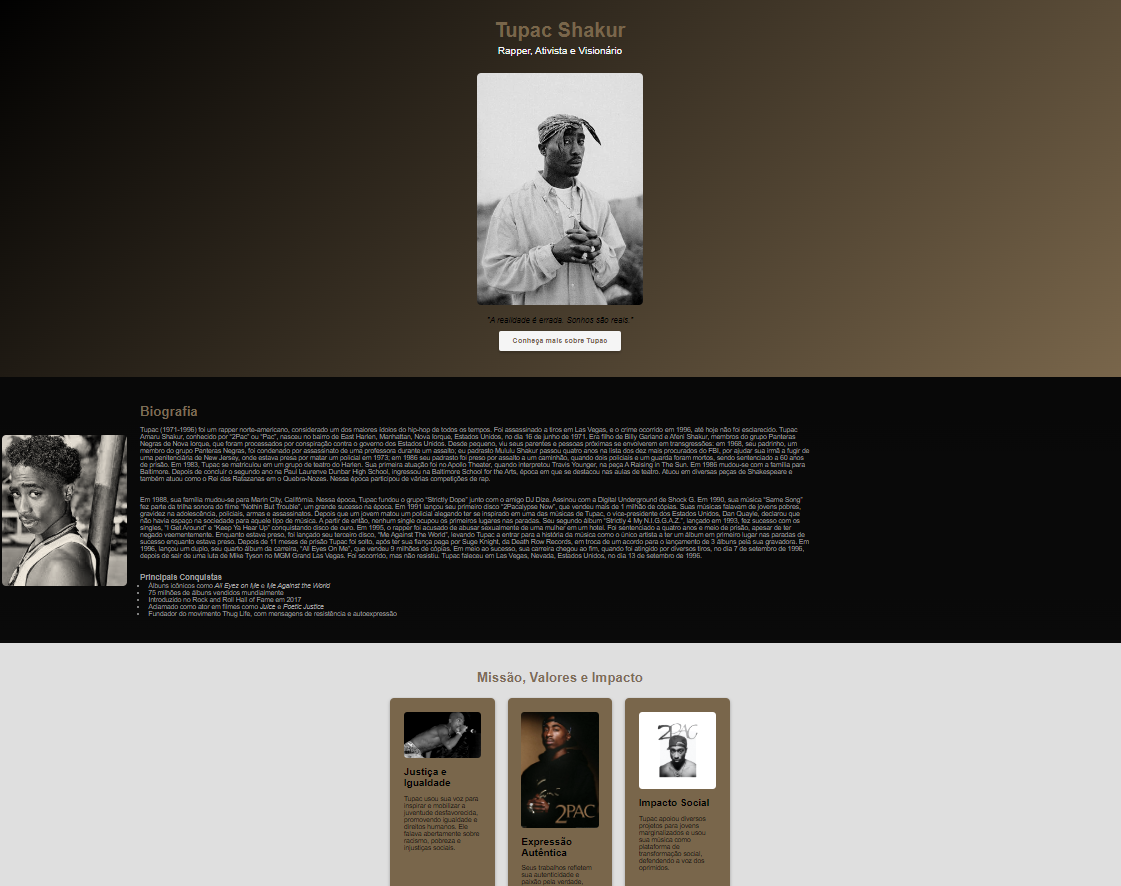 Tupac Shakur
Rapper, Ativista e Visionário
"A realidade é errada. Sonhos são reais."
Conheça mais sobre Tupac
Biografia
Tupac (1971-1996) foi um rapper norte-americano, considerado um dos maiores ídolos do hip-hop de todos os tempos. Foi assassinado a tiros em Las Vegas, e o crime ocorrido em 1996, até hoje não foi esclarecido. Tupac
Amaru Shakur, conhecido por "2Pac" ou "Pac", nasceu no bairro de East Harlen, Manhattan, Nova Iorque, Estados Unidos, no dia 16 de junho de 1971. Era filho de Billy Garland e Afeni Shakur, membros do grupo Panteras
Negras de Nova Iorque, que foram processados por conspiração contra o governo dos Estados Unidos. Desde pequeno, viu seus parentes e pessoas próximas se envolverem em transgressões: em 1968, seu padrinho, um
membro do grupo Panteras Negras, foi condenado por assassinato de uma professora durante um assalto; eu padrasto Mululu Shakur passou quatro anos na lista dos dez mais procurados do FBI, por ajudar sua irmã a fugir de
uma penitenciária de New Jersey, onde estava presa por matar um policial em 1973; em 1986 seu padrasto foi preso por assalto a um caminhão, quando dois policiais e um guarda foram mortos, sendo sentenciado a 60 anos
de prisão. Em 1983, Tupac se matriculou em um grupo de teatro do Harlen. Sua primeira atuação foi no Apollo Theater, quando interpretou Travis Younger, na peça A Raising in The Sun. Em 1986 mudou-se com a família para
Baltimore. Depois de concluir o segundo ano na Paul Laurence Dunbar High School, ingressou na Baltimore School for the Arts, época em que se destacou nas aulas de teatro. Atuou em diversas peças de Shakespeare e
também atuou como o Rei das Ratazanas em o Quebra-Nozes. Nessa época participou de várias competições de rap.
Em 1988, sua família mudou-se para Marin City, Califórnia. Nessa época, Tupac fundou o grupo "Strictly Dope" junto com o amigo DJ Dize. Assinou com a Digital Underground de Shock G. Em 1990, sua música "Same Song"
fez parte da trilha sonora do filme "Nothin But Trouble", um grande sucesso na época. Em 1991 lançou seu primeiro disco "2Pacalypse Now", que vendeu mais de 1 milhão de cópias. Suas músicas falavam de jovens pobres,
gravidez na adolescência, policiais, armas e assassinatos. Depois que um jovem matou um policial alegando ter se inspirado em uma das músicas de Tupac, o vice-presidente dos Estados Unidos, Dan Quayle, declarou que
não havia espaço na sociedade para aquele tipo de música. A partir de então, nenhum single ocupou os primeiros lugares nas paradas. Seu segundo álbum "Strictly 4 My N.I.G.G.A.Z.", lançado em 1993, fez sucesso com os
singles, "I Get Around" e "Keep Ya Hear Up" conquistando disco de ouro. Em 1995, o rapper foi acusado de abusar sexualmente de uma mulher em um hotel. Foi sentenciado a quatro anos e meio de prisão, apesar de ter
negado veementemente. Enquanto estava preso, foi lançado seu terceiro disco, "Me Against The World", levando Tupac a entrar para a história da música como o único artista a ter um álbum em primeiro lugar nas paradas de
sucesso enquanto estava preso. Depois de 11 meses de prisão Tupac foi solto, após ter sua fiança paga por Suge Knight, da Death Row Records, em troca de um acordo para o lançamento de 3 álbuns pela sua gravadora. Em
1996, lançou um duplo, seu quarto álbum da carreira, "All Eyes On Me", que vendeu 9 milhões de cópias. Em meio ao sucesso, sua carreira chegou ao fim, quando foi atingido por diversos tiros, no dia 7 de setembro de 1996,
depois de sair de uma luta de Mike Tyson no MGM Grand Las Vegas. Foi socorrido, mas não resistiu. Tupac faleceu em Las Vegas, Nevada, Estados Unidos, no dia 13 de setembro de 1996.
Principais Conquistas
Álbuns icônicos como All Eyez on Me e Me Against the World
75 milhões de álbuns vendidos mundialmente
Introduzido no Rock and Roll Hall of Fame em 2017
Aclamado como ator em filmes como Juice e Poetic Justice
Fundador do movimento Thug Life, com mensagens de resistência e autoexpressão
Missão, Valores e Impacto
Justiça e
Igualdade
Tupac usou sua voz para
inspirar e mobilizar a
juventude desfavorecida,
promovendo igualdade e
direitos humanos. Ele
falava abertamente sobre
racismo, pobreza e
injustiças sociais.
2PAC
Expressão
Autêntica
Seus trabalhos refletem
sua autenticidade e
paixão pela verdade,
2PAC
Impacto Social
Tupac apoiou diversos
projetos para jovens
marginalizados e usou
sua música como
plataforma de
transformação social,
defendendo a voz dos
oprimidos.